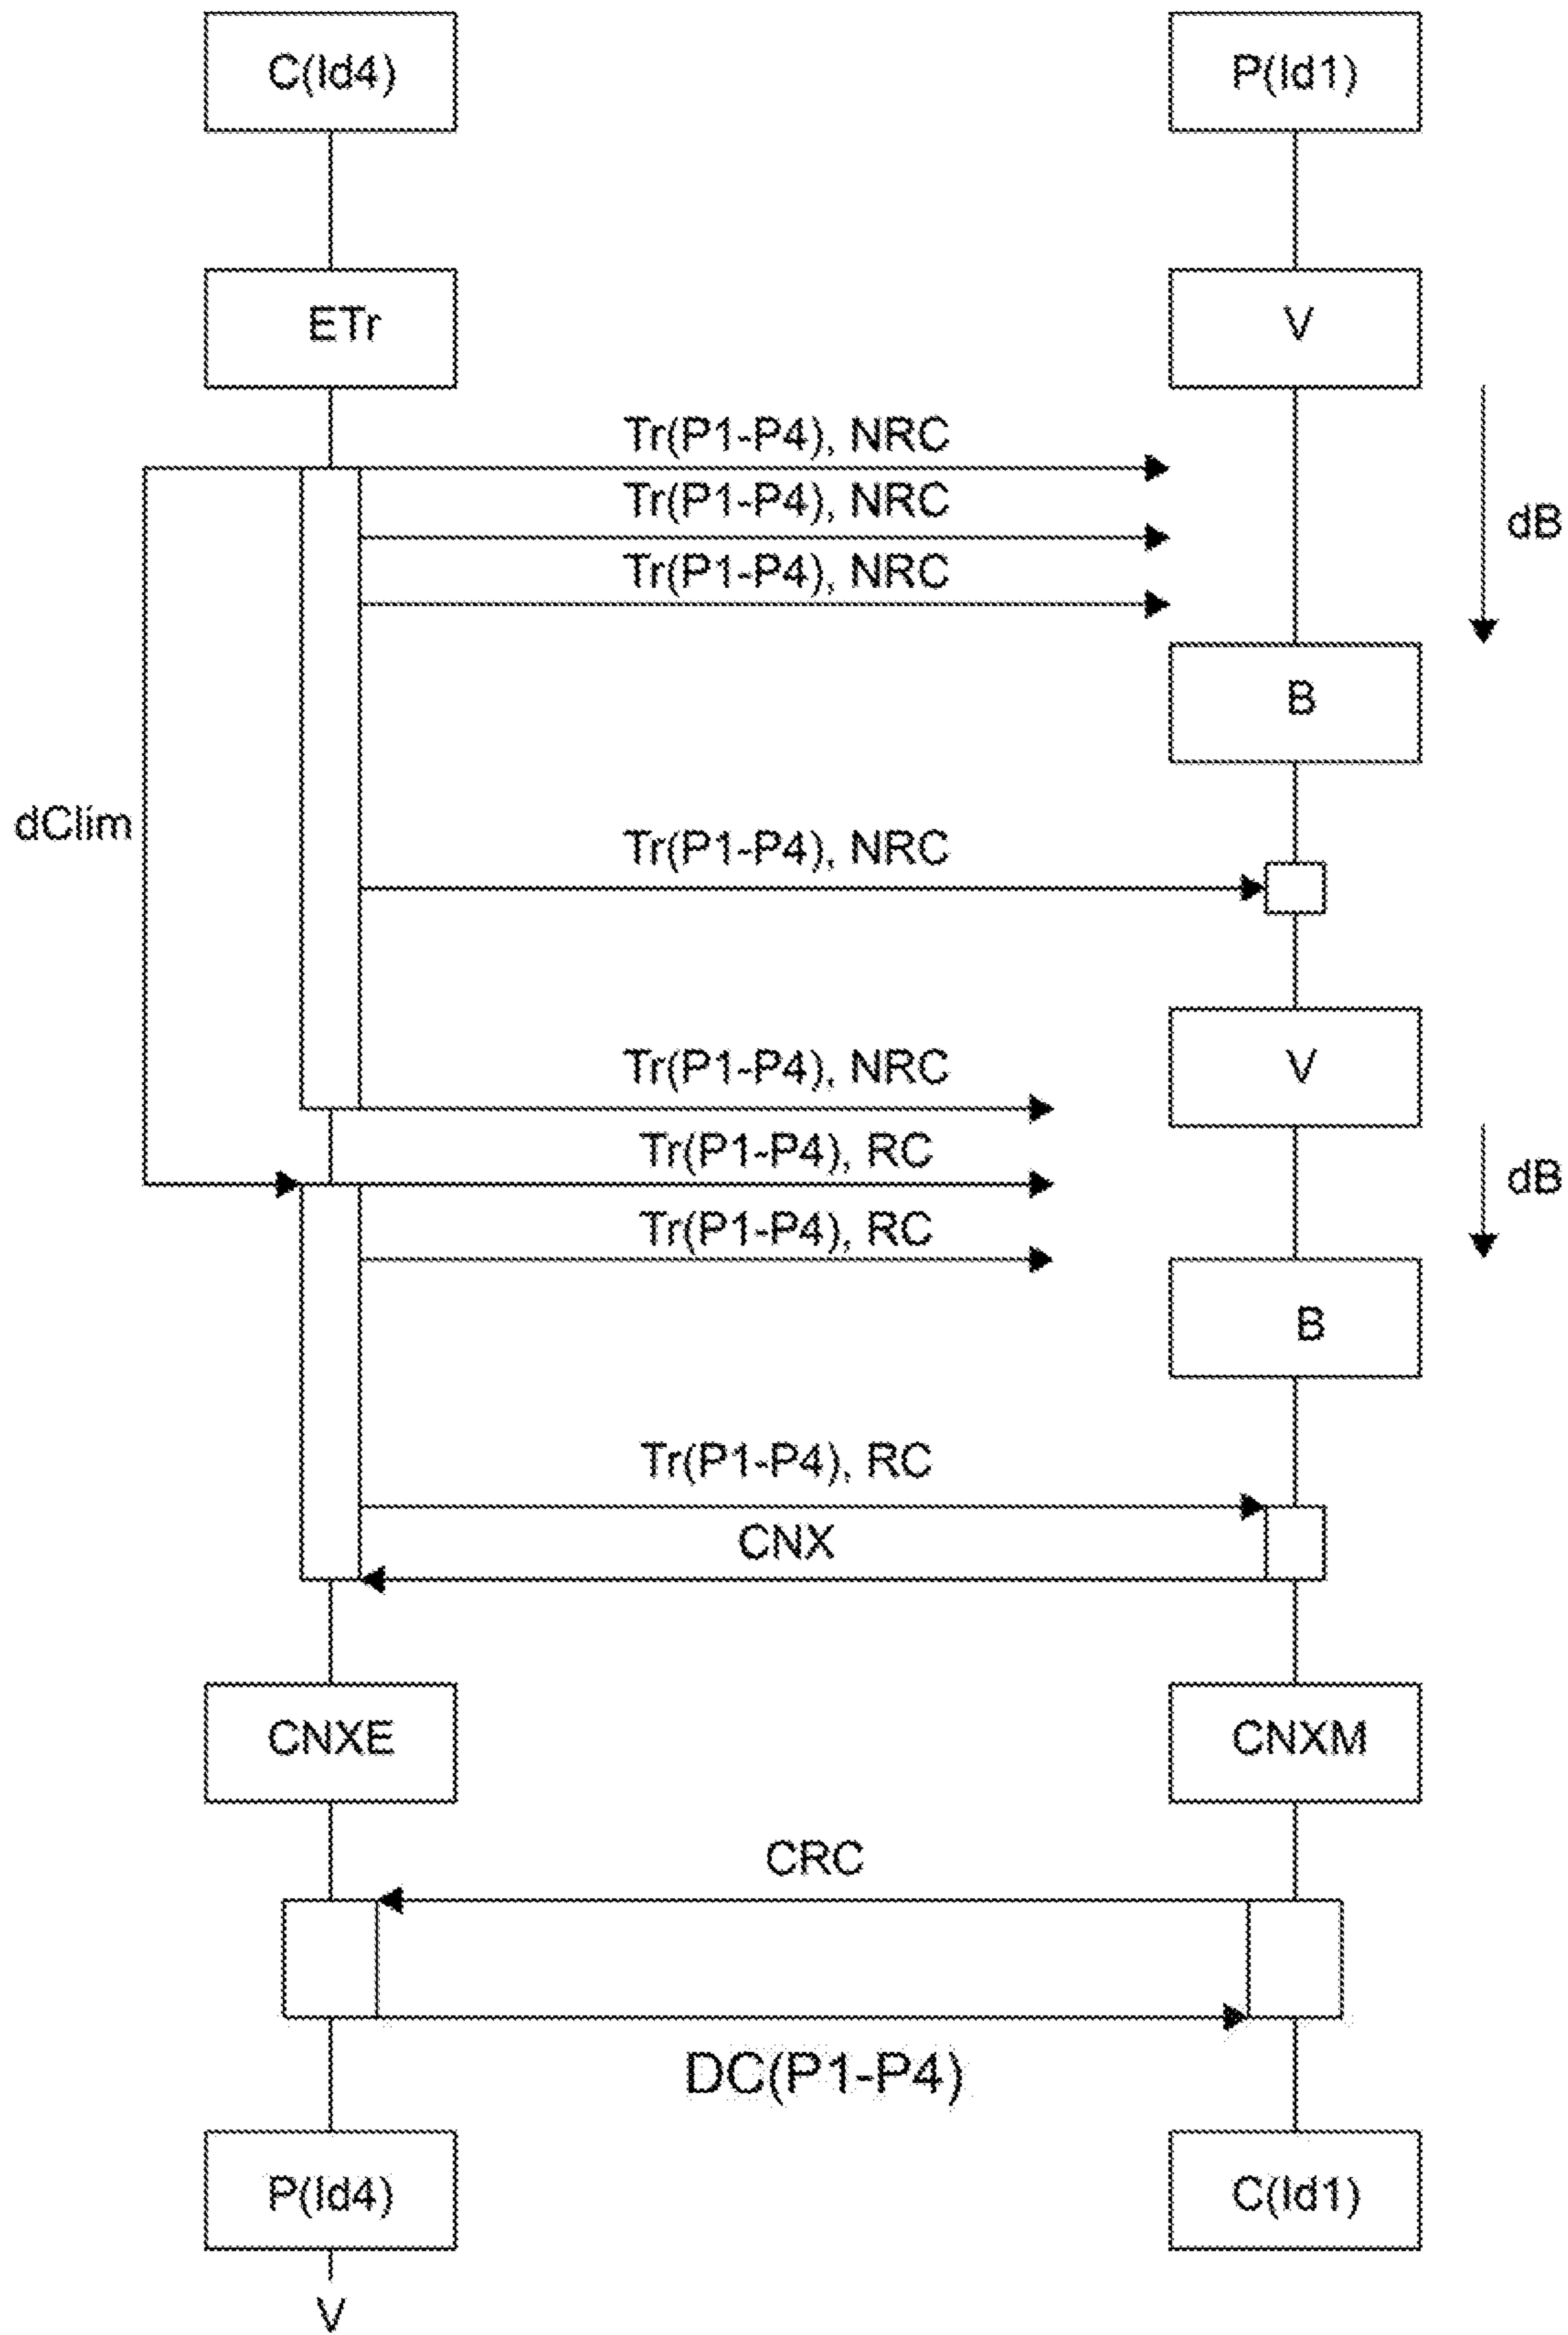 C(Id4)
P(Id1)
ETr
V
Tr(P1-P4), NRC
Tr(P1-P4), NRC
dB
Tr(P1-P4), NRC
B
dClim
Tr(P1-P4), NRC
Tr(P1-P4), NRC
V
Tr(P1-P4), RC
dB
Tr(P1-P4), RC
B
Tr(P1-P4), RC
CNX
CNXE
CNXM
CRC
DC(P1-P4)
P(Id4)
C(Id1)
V